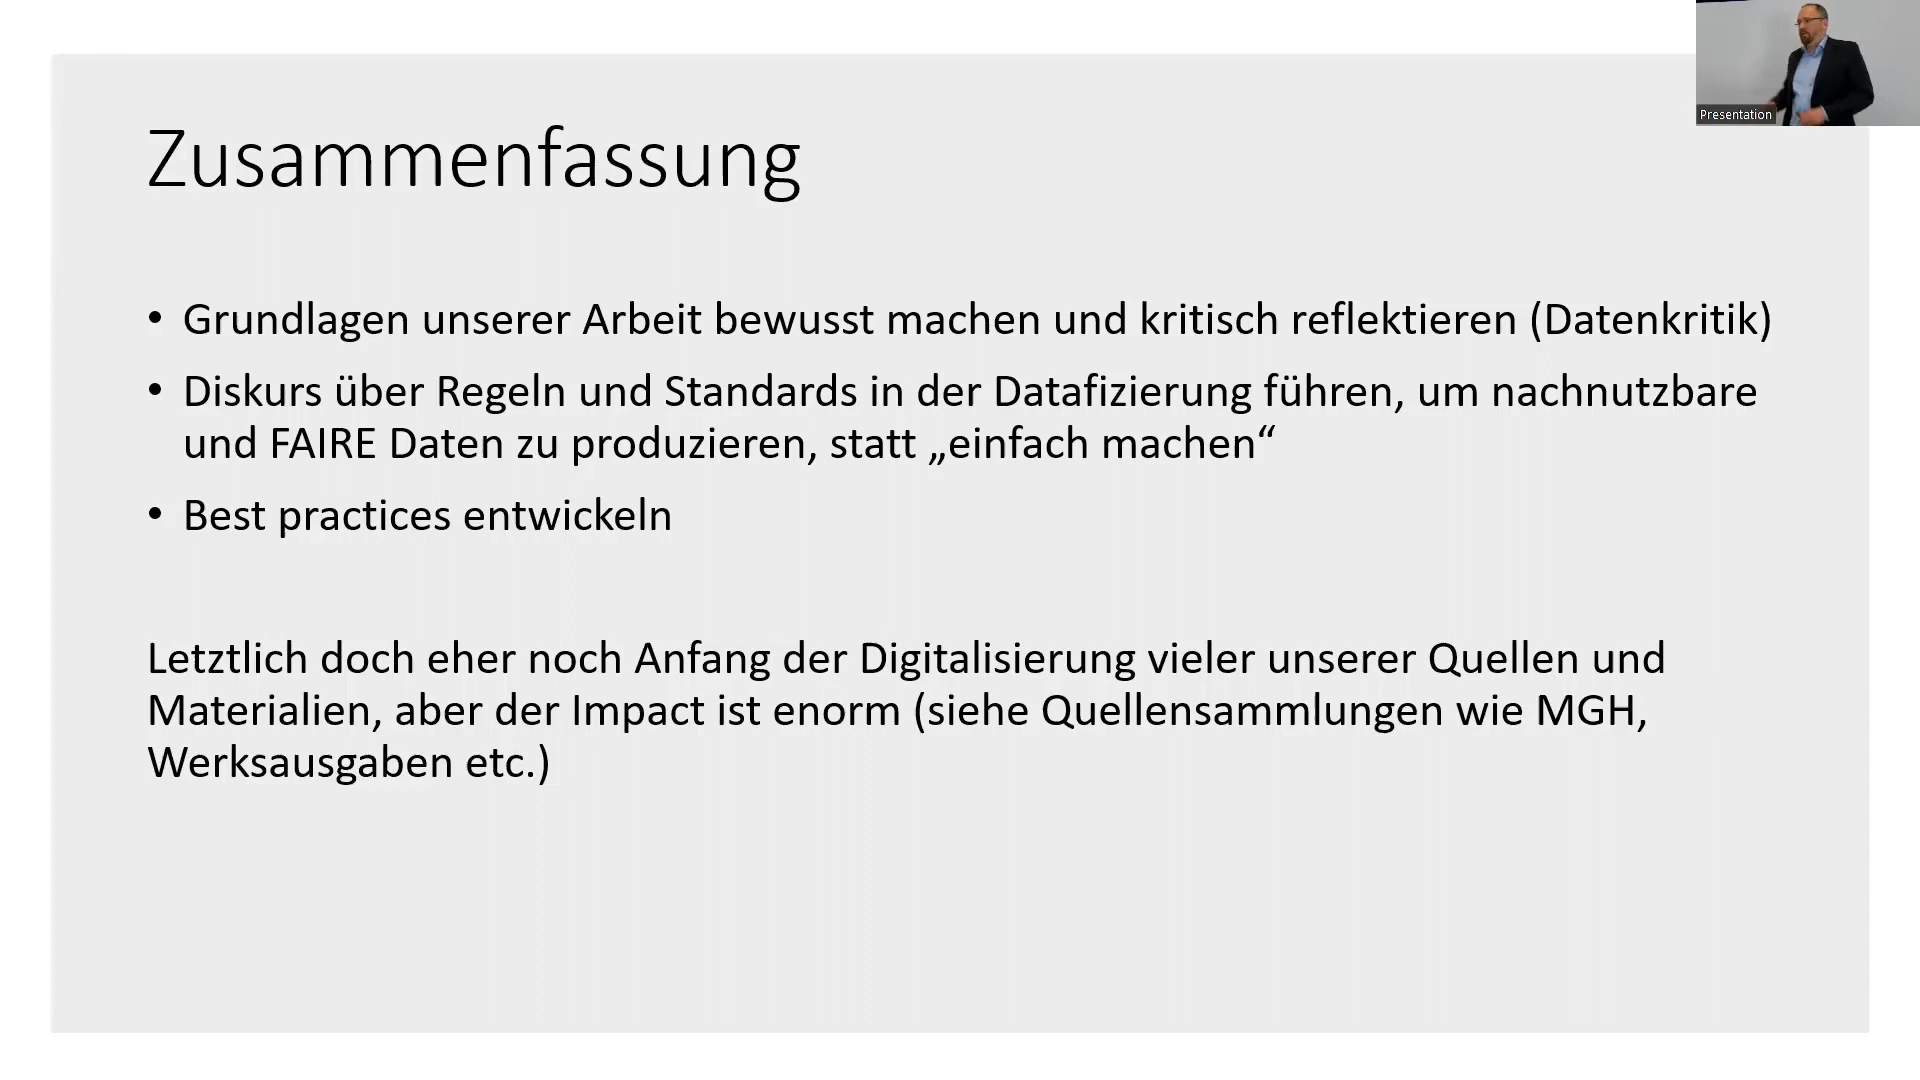 Presentation
Zusammenfassung
• Grundlagen unserer Arbeit bewusst machen und kritisch reflektieren (Datenkritik)
• Diskurs über Regeln und Standards in der Datafizierung führen, um nachnutzbare
und FAIRE Daten zu produzieren, statt „einfach machen“
• Best practices entwickeln
Letztlich doch eher noch Anfang der Digitalisierung vieler unserer Quellen und
Materialien, aber der Impact ist enorm (siehe Quellensammlungen wie MGH,
Werksausgaben etc.)